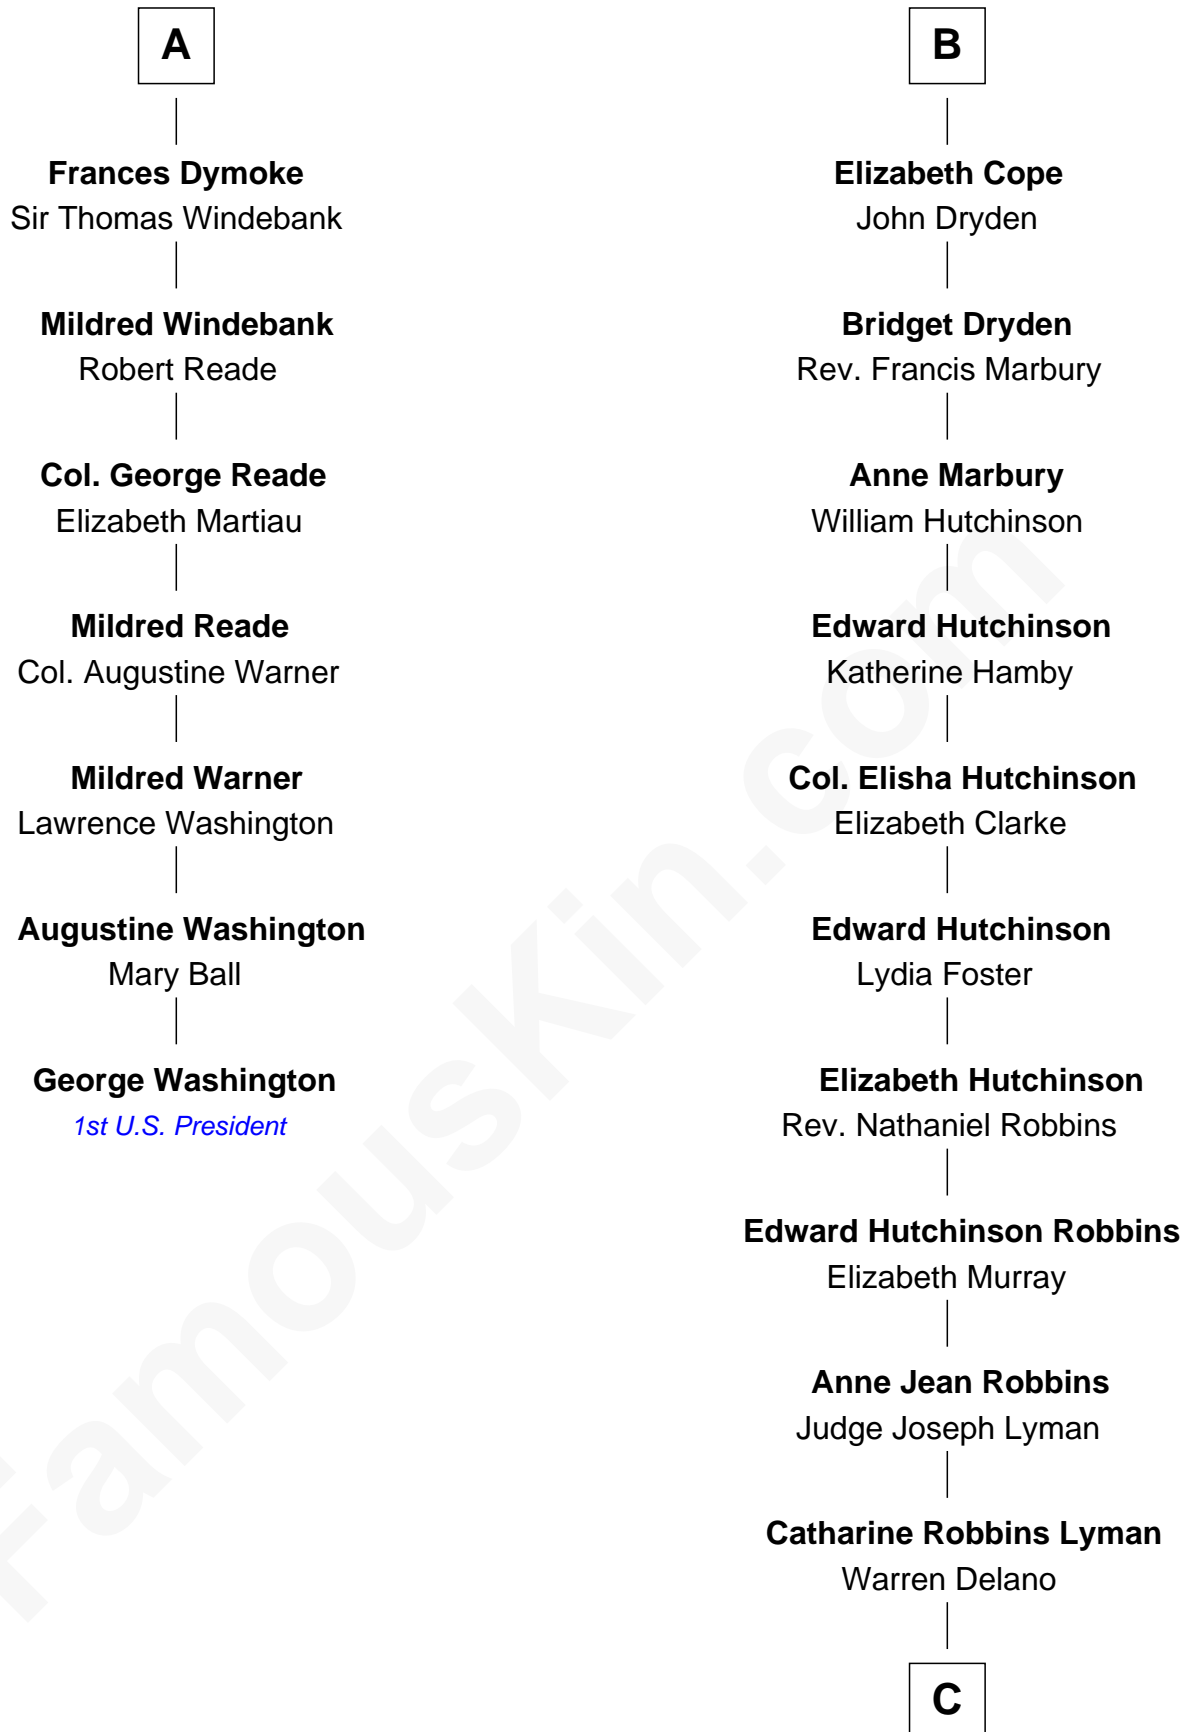 A
Frances Dymoke
Sir Thomas Windebank
Mildred Windebank
Robert Reade
Col. George Reade
Elizabeth Martiau
Mildred Reade
Col. Augustine Warner
Mildred Warner
Lawrence Washington
Augustine Washington
Mary Ball
George Washington
1st U.S. President
B
Elizabeth Cope
John Dryden
Bridget Dryden
Rev. Francis Marbury
Anne Marbury
William Hutchinson
Edward Hutchinson
Katherine Hamby
Col. Elisha Hutchinson
Elizabeth Clarke
Edward Hutchinson
Lydia Foster
Elizabeth Hutchinson
Rev. Nathaniel Robbins
Edward Hutchinson Robbins
Elizabeth Murray
Anne Jean Robbins
Judge Joseph Lyman
Catharine Robbins Lyman
Warren Delano
C
FamousKin.com